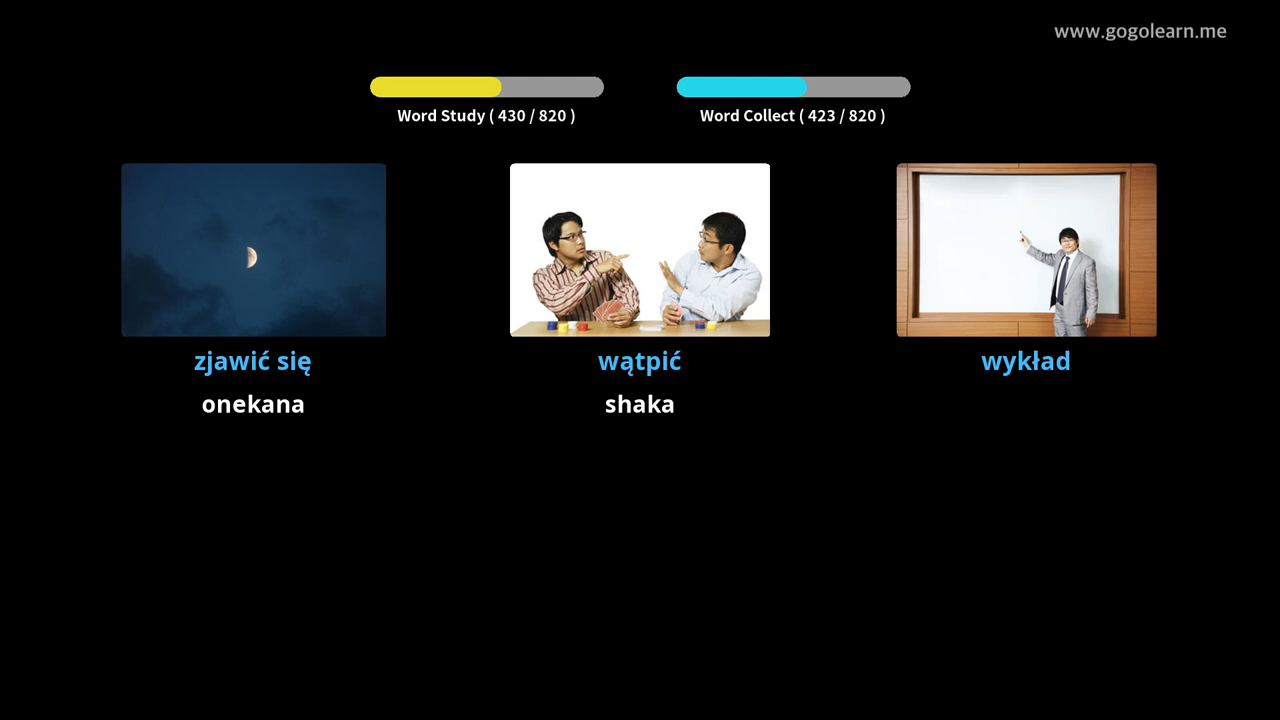 www.gogolearn.me
Word Study ( 430 / 820 )
Word Collect ( 423 / 820 )
zjawić się
wątpić
wykład
onekana
shaka